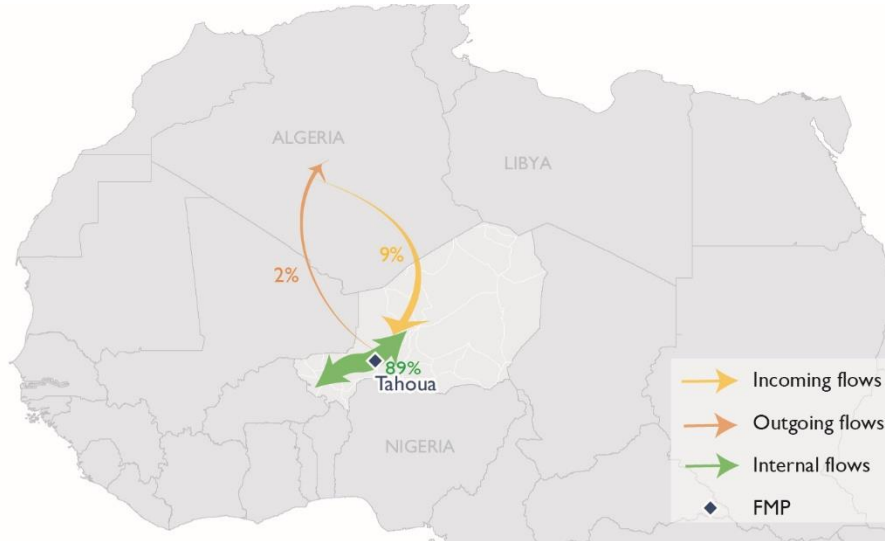 ALGERIA
LIBYA
9%
2%
89%
Tahoua
NIGERIA
Incoming flows
Outgoing flows
Internal flows
FMP